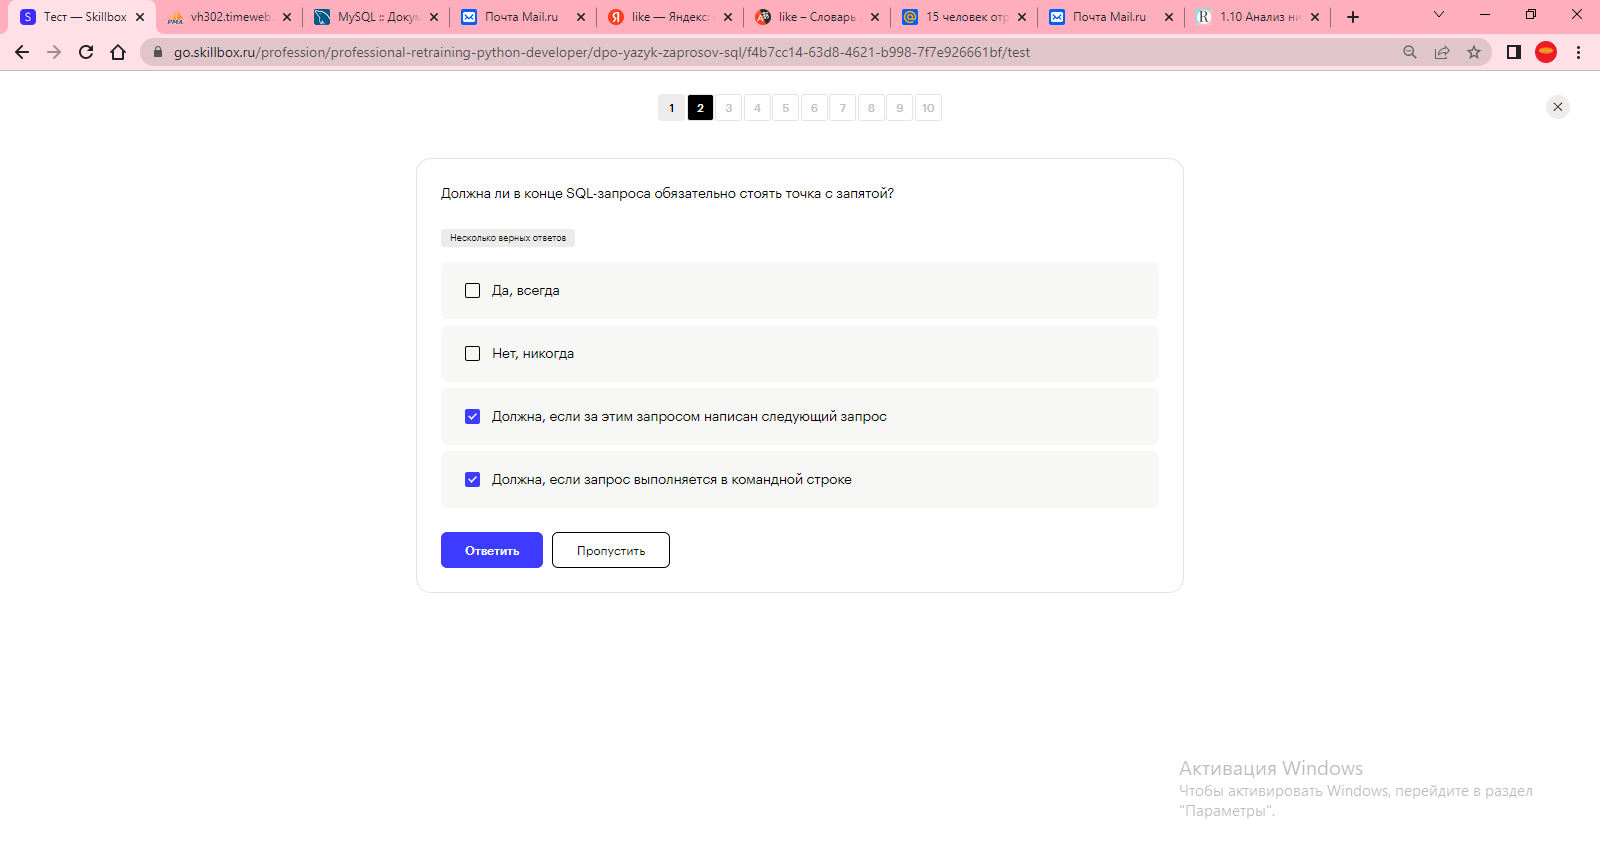 Тест — Skillbox
vh302.timeweb.
MySQL :: Докум
Почта Mail.ru
like — Яндекс:
like – Словарь
15 человек отр
Почта Mail.ru
1.10 Анализ ни
go.skillbox.ru/profession/professional-retraining-python-developer/dpo-yazyk-zaprosov-sql/f4b7cc14-63d8-4621-b998-7f7e926661bf/test
1 2 3 4 5 6 7 8 9 10
Должна ли в конце SQL-запроса обязательно стоять точка с запятой?
Несколько верных ответов
Да, всегда
Нет, никогда
Должна, если за этим запросом написан следующий запрос
Должна, если запрос выполняется в командной строке
Ответить
Пропустить
Активация Windows
Чтобы активировать Windows, перейдите в раздел
"Параметры".